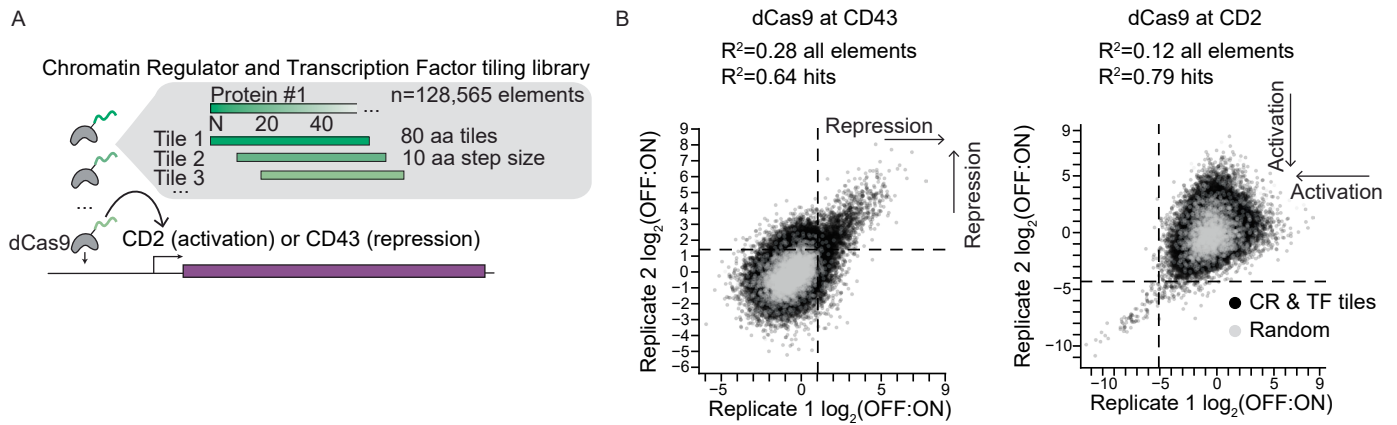 A
Chromatin Regulator and Transcription Factor tiling library
Protein #1
... n=128,565 elements
N 20 40
Tile 1
80 aa tiles
Tile 2
10 aa step size
Tile 3
...
...
dCas9
CD2 (activation) or CD43 (repression)
B
dCas9 at CD43
R²=0.28 all elements
R²=0.64 hits
Repression
Repression
Replicate 2 log₂(OFF:ON)
9
8
7
6
5
4
3
2
1
0
−1
−2
−3
−4
−5
−6
−5 0 9
Replicate 1 log₂(OFF:ON)
dCas9 at CD2
R²=0.12 all elements
R²=0.79 hits
Activation
Activation
Replicate 2 log₂(OFF:ON)
9
5
0
−5
−10
CR & TF tiles
Random
−10 −5 0 5 9
Replicate 1 log₂(OFF:ON)